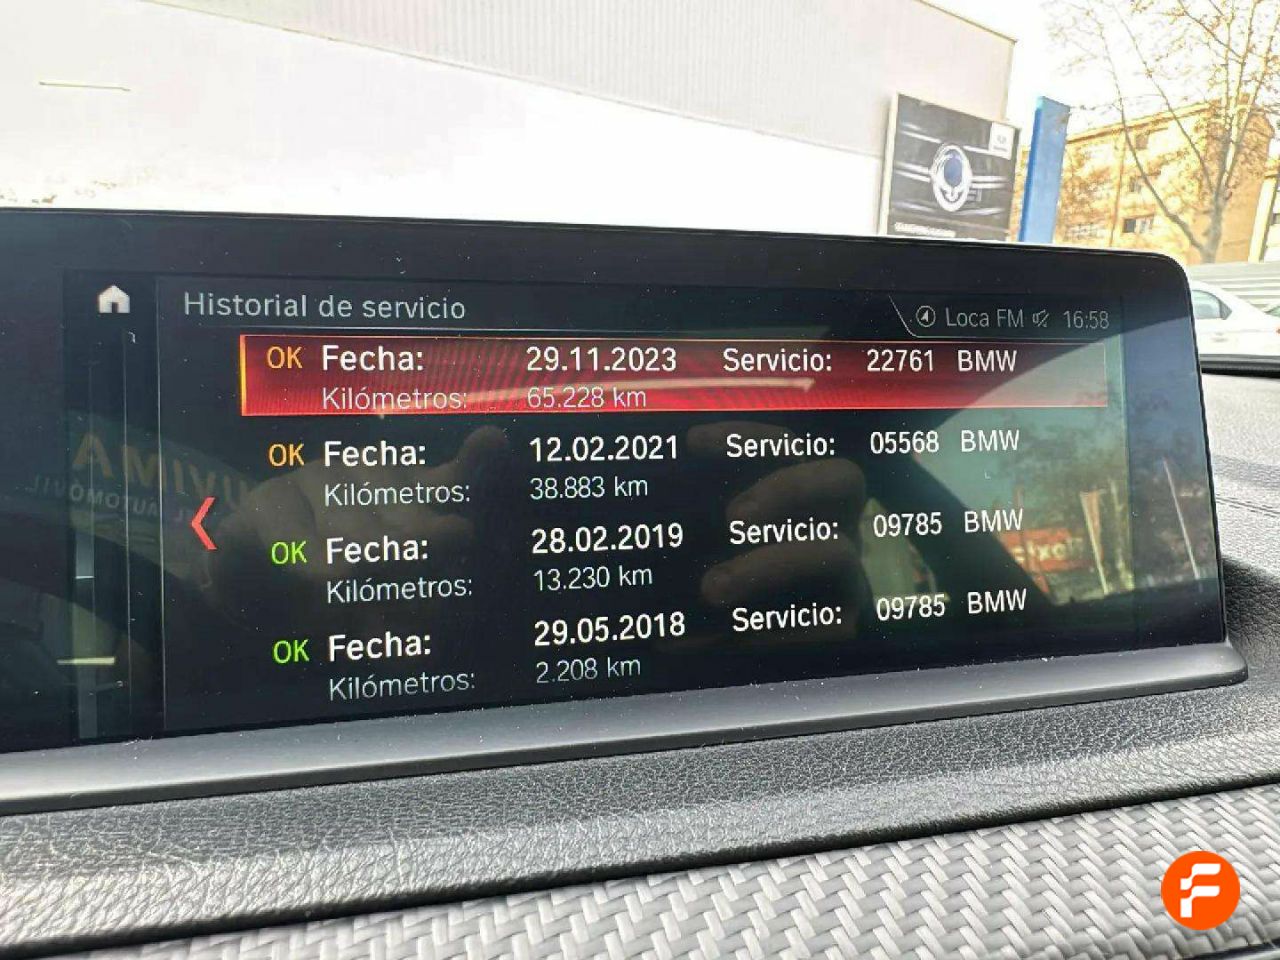 Historial de servicio
Loca FM 16:58
OK Fecha: 29.11.2023 Servicio: 22761 BMW
Kilómetros: 65.228 km
OK Fecha: 12.02.2021 Servicio: 05568 BMW
Kilómetros: 38.883 km
OK Fecha: 28.02.2019 Servicio: 09785 BMW
Kilómetros: 13.230 km
OK Fecha: 29.05.2018 Servicio: 09785 BMW
Kilómetros: 2.208 km